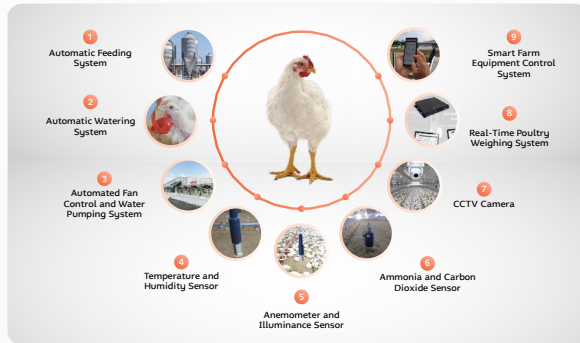 1
Automatic Feeding
System
2
Automatic Watering
System
3
Automated Fan
Control and Water
Pumping System
4
Temperature and
Humidity Sensor
5
Anemometer and
Illuminance Sensor
6
Ammonia and Carbon
Dioxide Sensor
7
CCTV Camera
8
Real-Time Poultry
Weighing System
9
Smart Farm
Equipment Control
System